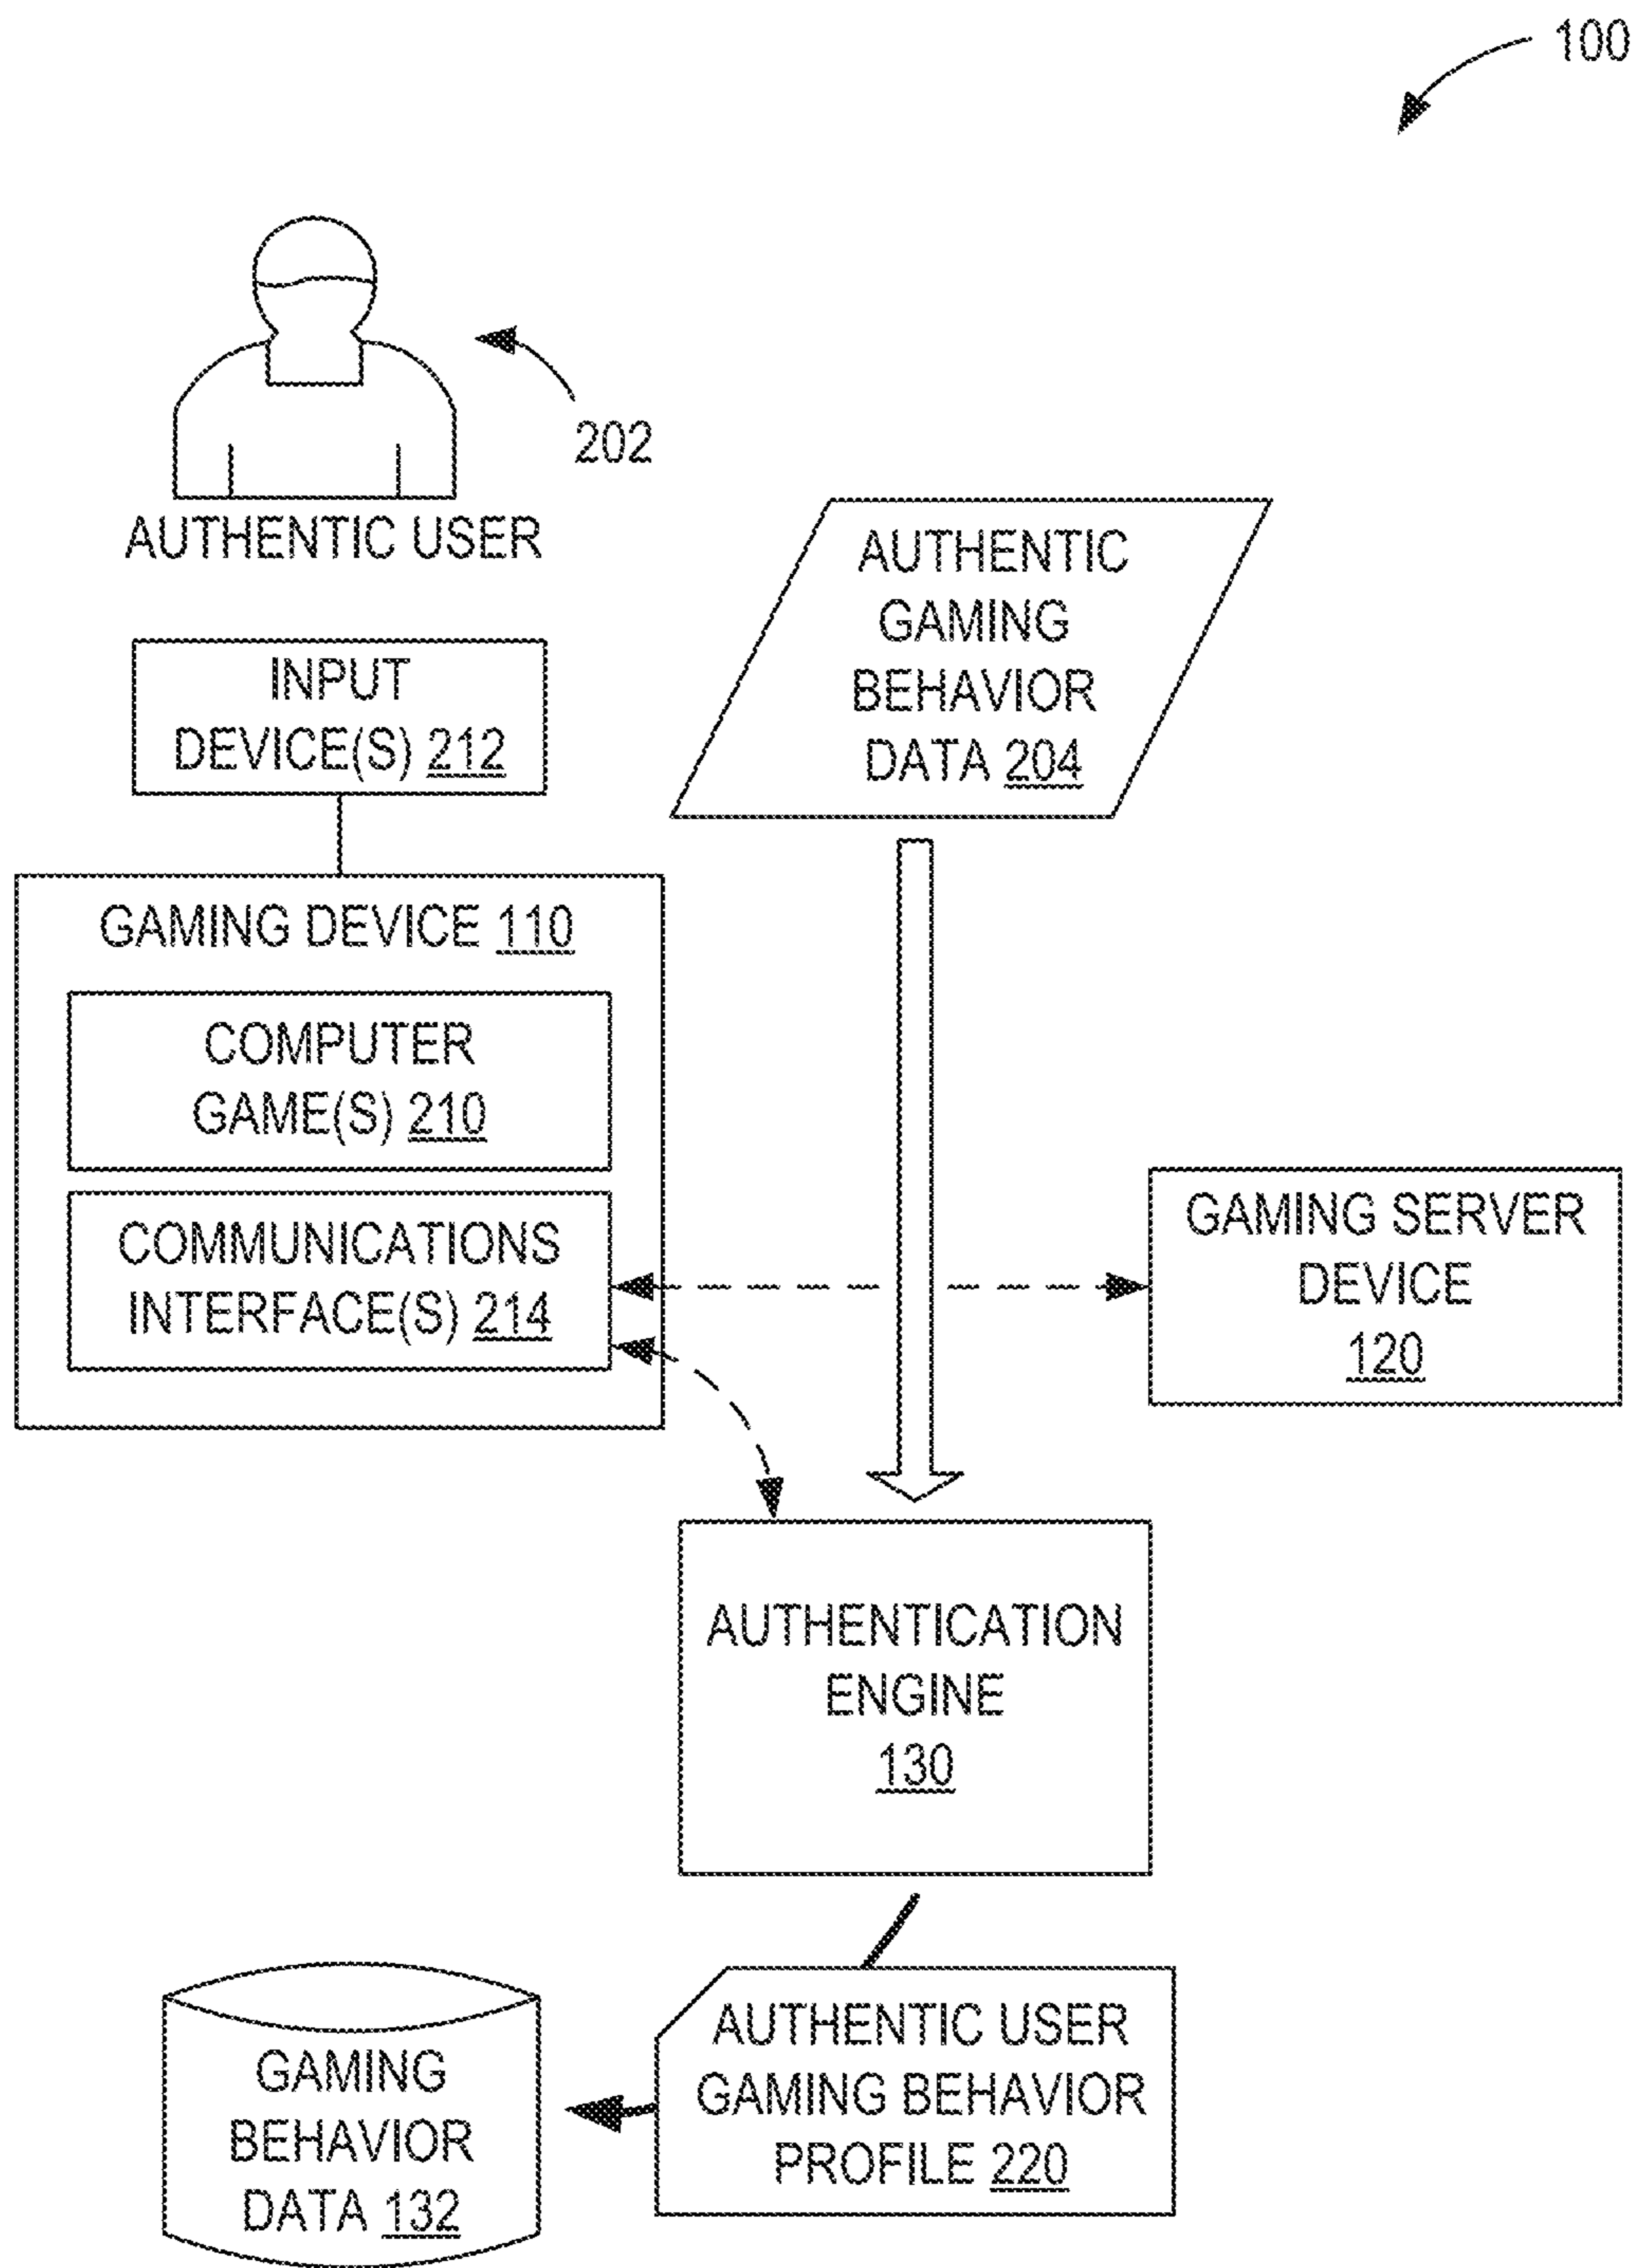 100
202
AUTHENTIC USER
AUTHENTIC
GAMING
BEHAVIOR
DATA 204
INPUT
DEVICE(S) 212
GAMING DEVICE 110
COMPUTER
GAME(S) 210
COMMUNICATIONS
INTERFACE(S) 214
GAMING SERVER
DEVICE
120
AUTHENTICATION
ENGINE
130
AUTHENTIC USER
GAMING BEHAVIOR
PROFILE 220
GAMING
BEHAVIOR
DATA 132